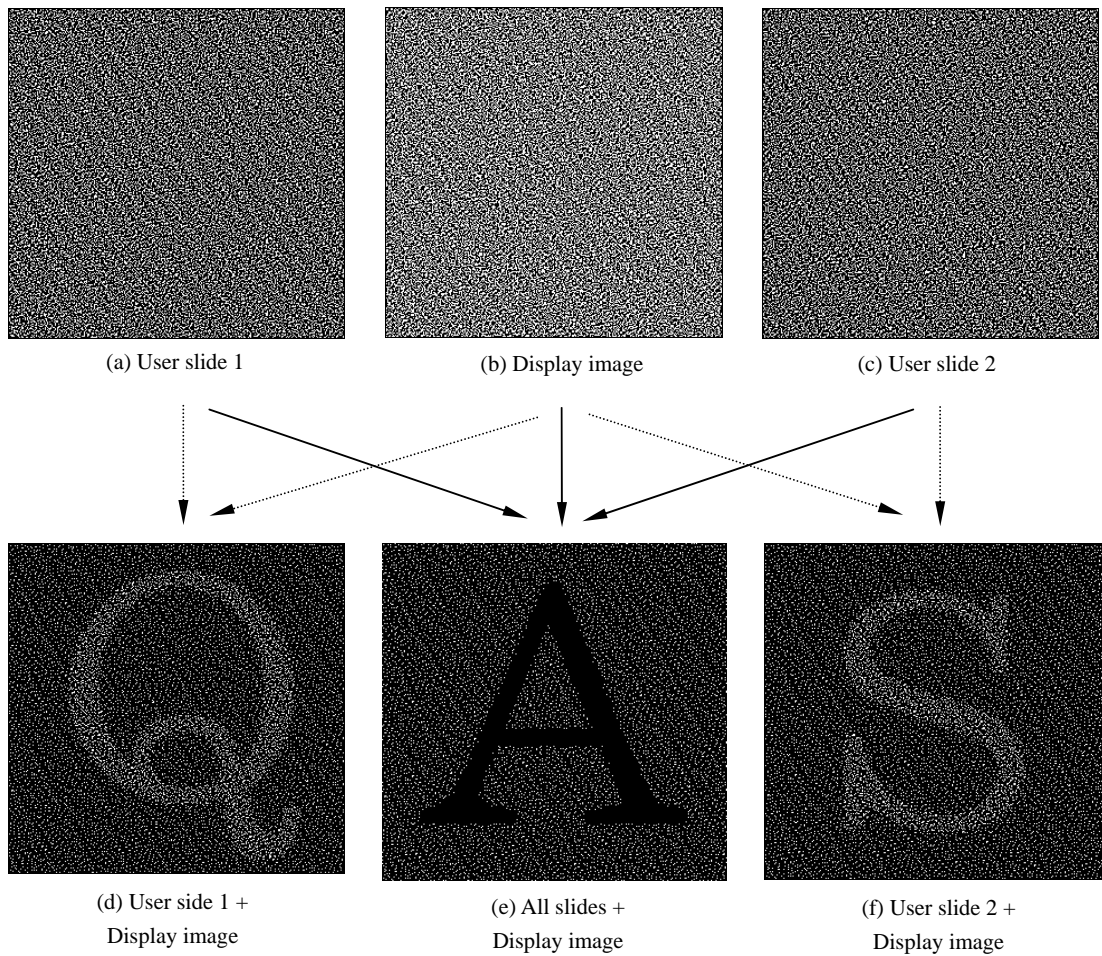 (a) User slide 1
(b) Display image
(c) User slide 2
Q
A
S
(d) User side 1 +
Display image
(e) All slides +
Display image
(f) User slide 2 +
Display image